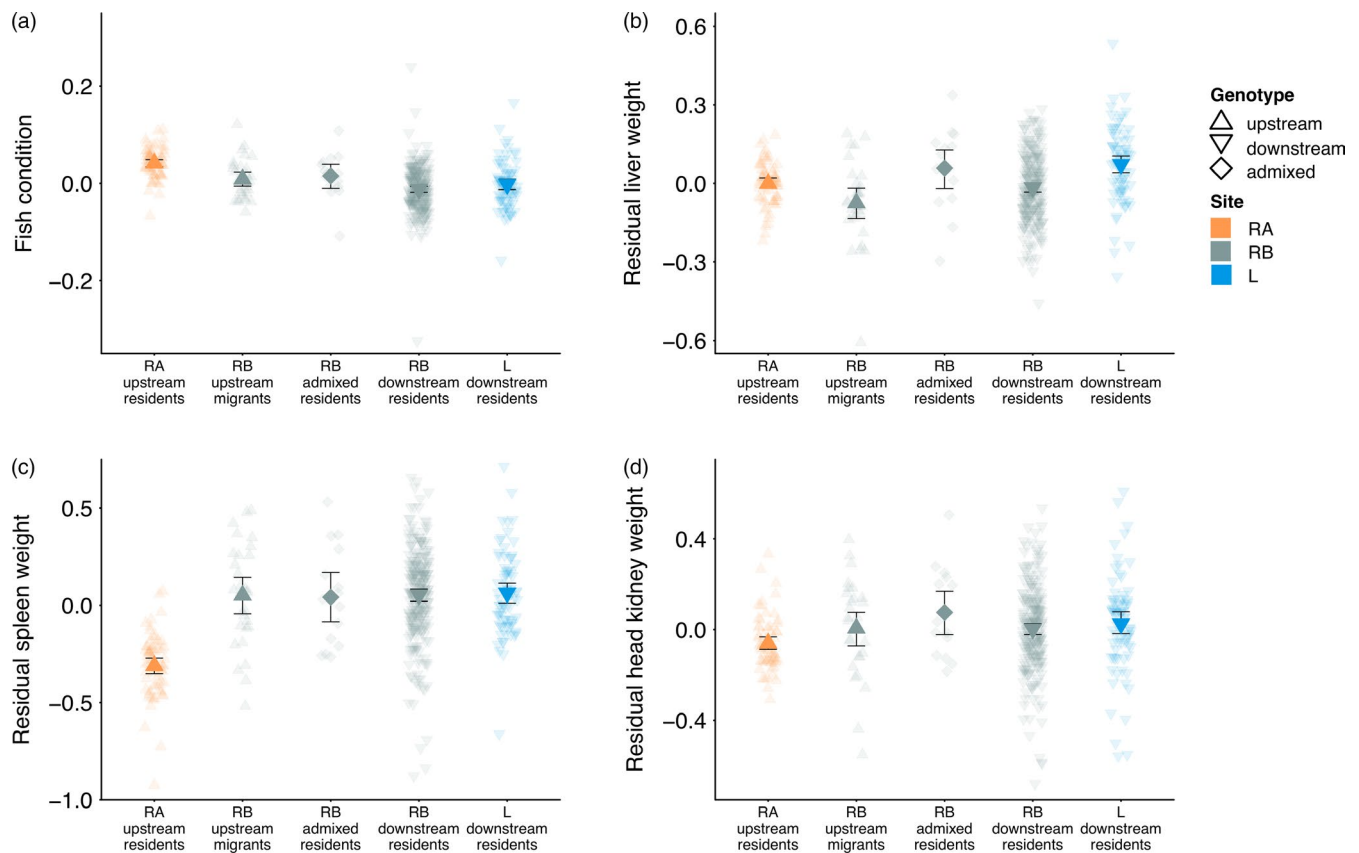 (a)
Fish condition
0.2
0.0
−0.2
RA
upstream
residents
RB
upstream
migrants
RB
admixed
residents
RB
downstream
residents
L
downstream
residents
(b)
Residual liver weight
0.6
0.3
0.0
−0.3
−0.6
RA
upstream
residents
RB
upstream
migrants
RB
admixed
residents
RB
downstream
residents
L
downstream
residents
Genotype
upstream
downstream
admixed
Site
RA
RB
L
(c)
Residual spleen weight
0.5
0.0
−0.5
−1.0
RA
upstream
residents
RB
upstream
migrants
RB
admixed
residents
RB
downstream
residents
L
downstream
residents
(d)
Residual head kidney weight
0.4
0.0
−0.4
RA
upstream
residents
RB
upstream
migrants
RB
admixed
residents
RB
downstream
residents
L
downstream
residents